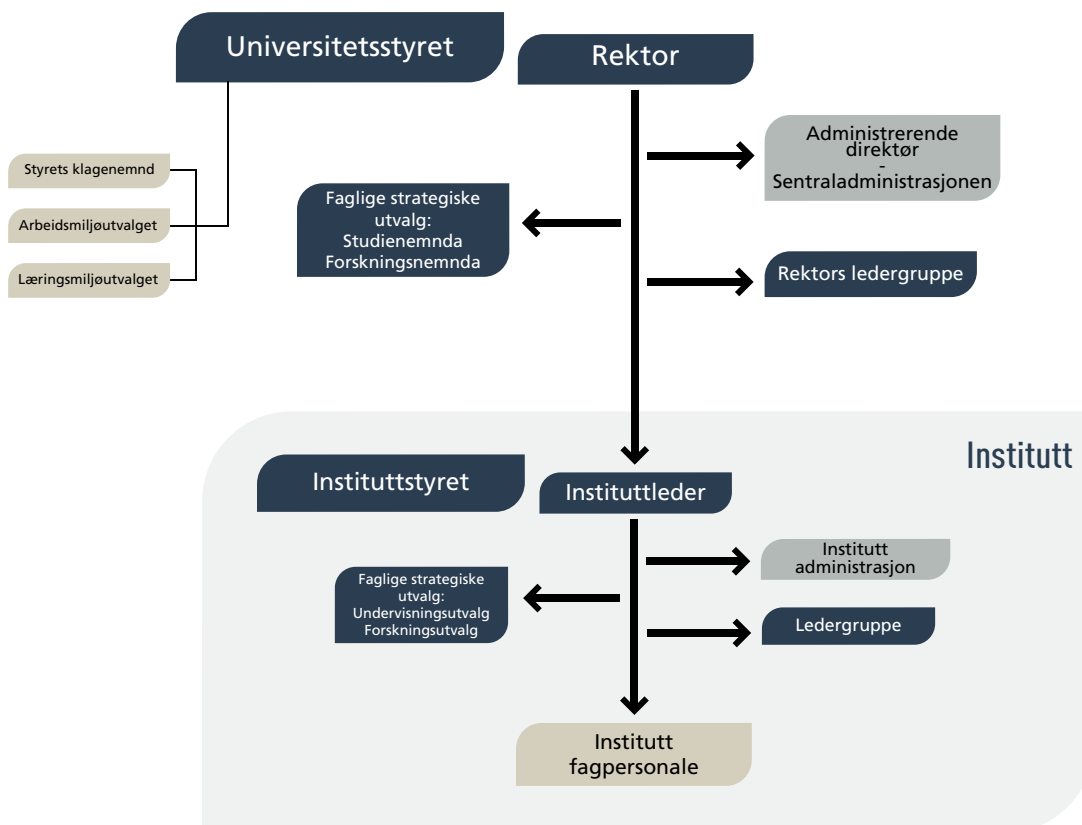 Universitetsstyret
Rektor
Administrerende
direktør
-
Sentraladministrasjonen
Styrets klagenemnd
Arbeidsmiljøutvalget
Læringsmiljøutvalget
Faglige strategiske
utvalg:
Studienemnda
Forskningsnemnda
Rektors ledergruppe
Institutt
Instituttstyret
Instituttleder
Institutt
administrasjon
Faglige strategiske
utvalg:
Undervisningsutvalg
Forskningsutvalg
Ledergruppe
Institutt
fagpersonale